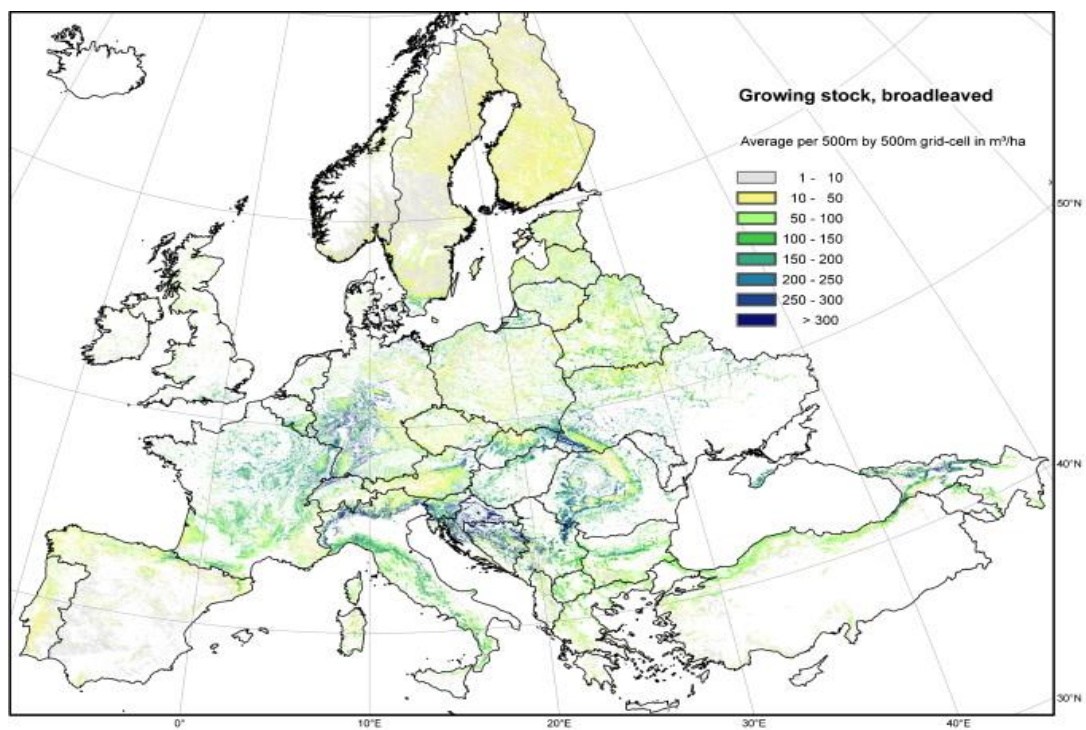 Growing stock, broadleaved
Average per 500m by 500m grid-cell in m³/ha
1 - 10
10 - 50
50 - 100
100 - 150
150 - 200
200 - 250
250 - 300
> 300
50°N
40°N
30°N
0°
10°E
20°E
30°E
40°E